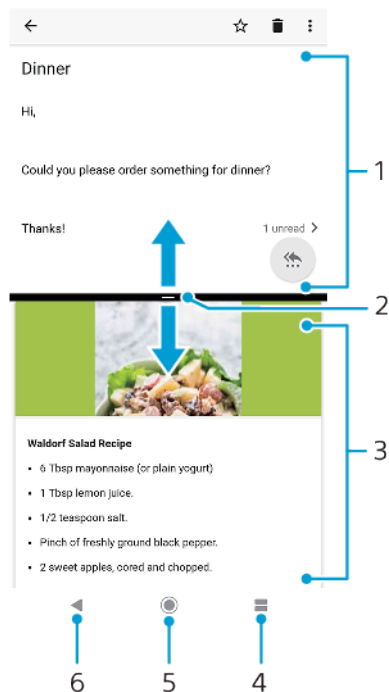 Dinner
Hi,
Could you please order something for dinner?
Thanks!
1 unread
1
2
Waldorf Salad Recipe
• 6 Tbsp mayonnaise (or plain yogurt)
• 1 Tbsp lemon juice.
• 1/2 teaspoon salt.
• Pinch of freshly ground black pepper.
• 2 sweet apples, cored and chopped.
3
6
5
4